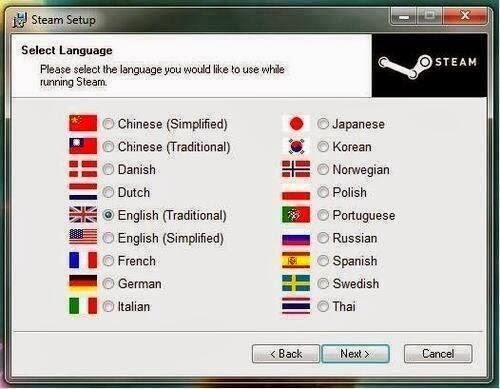 Steam Setup
Select Language
Please select the language you would like to use while
running Steam.
STEAM
Chinese (Simplified)
Chinese (Traditional)
Danish
Dutch
English (Traditional)
English (Simplified)
French
German
Italian
Japanese
Korean
Norwegian
Polish
Portuguese
Russian
Spanish
Swedish
Thai
< Back
Next >
Cancel